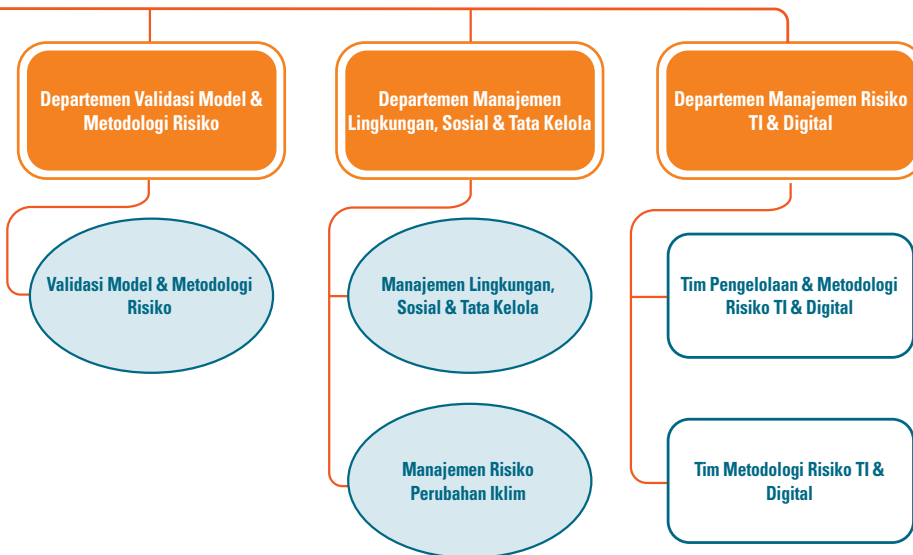 Departemen Validasi Model &
Metodologi Risiko
Departemen Manajemen
Lingkungan, Sosial & Tata Kelola
Departemen Manajemen Risiko
TI & Digital
Validasi Model & Metodologi
Risiko
Manajemen Lingkungan,
Sosial & Tata Kelola
Tim Pengelolaan & Metodologi
Risiko TI & Digital
Manajemen Risiko
Perubahan Iklim
Tim Metodologi Risiko TI &
Digital